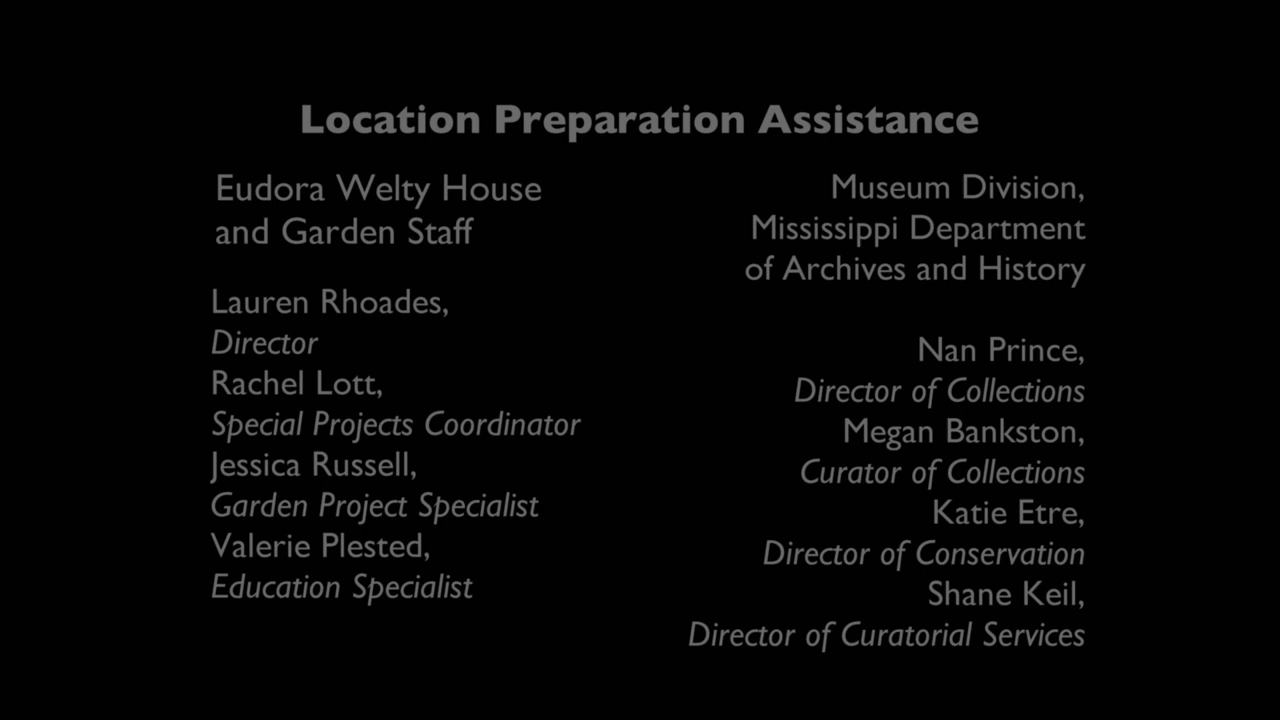 Location Preparation Assistance
Eudora Welty House
and Garden Staff
Lauren Rhoades,
Director
Rachel Lott,
Special Projects Coordinator
Jessica Russell,
Garden Project Specialist
Valerie Plested,
Education Specialist
Museum Division,
Mississippi Department
of Archives and History
Nan Prince,
Director of Collections
Megan Bankston,
Curator of Collections
Katie Etre,
Director of Conservation
Shane Keil,
Director of Curatorial Services